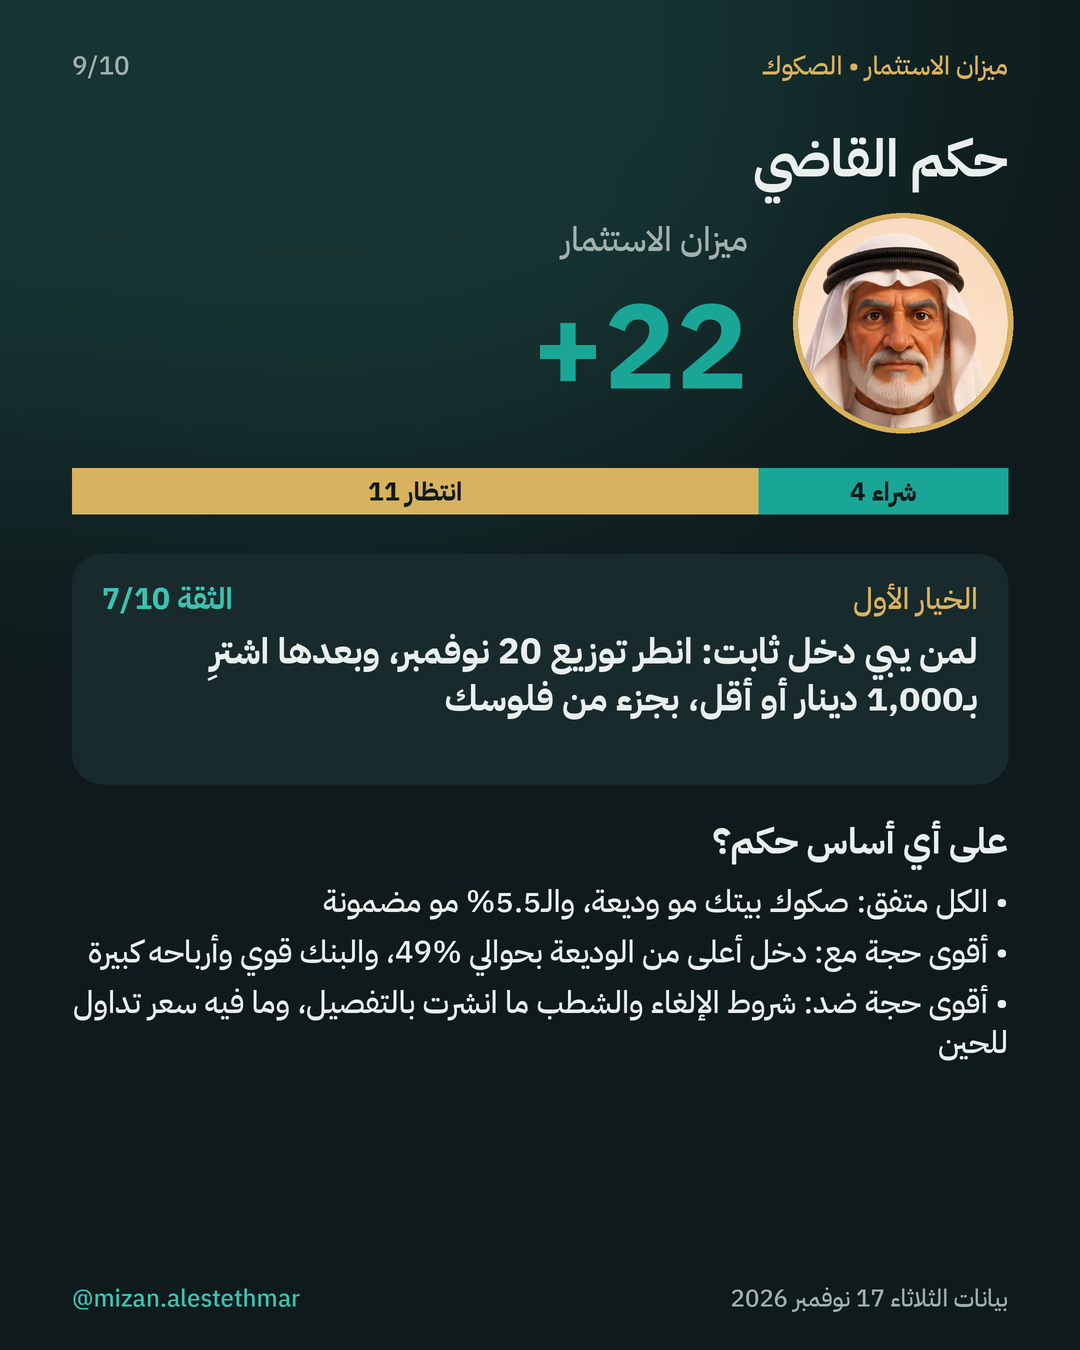 ميزان الاستثمار • الصكوك
9/10
حكم القاضي
ميزان الاستثمار
+22
شراء 4
انتظار 11
الخيار الأول
الثقة 7/10
لمن يبي دخل ثابت: انطر توزيع 20 نوفمبر، وبعدها اشترِ
بـ1,000 دينار أو أقل، بجزء من فلوسك
على أي أساس حكم؟
• الكل متفق: صكوك بيتك مو وديعة، والـ5.5% مو مضمونة
• أقوى حجة مع: دخل أعلى من الوديعة بحوالي 49%، والبنك قوي وأرباحه كبيرة
• أقوى حجة ضد: شروط الإلغاء والشطب ما انشرت بالتفصيل، وما فيه سعر تداول
للحين
بيانات الثلاثاء 17 نوفمبر 2026
@mizan.alestethmar